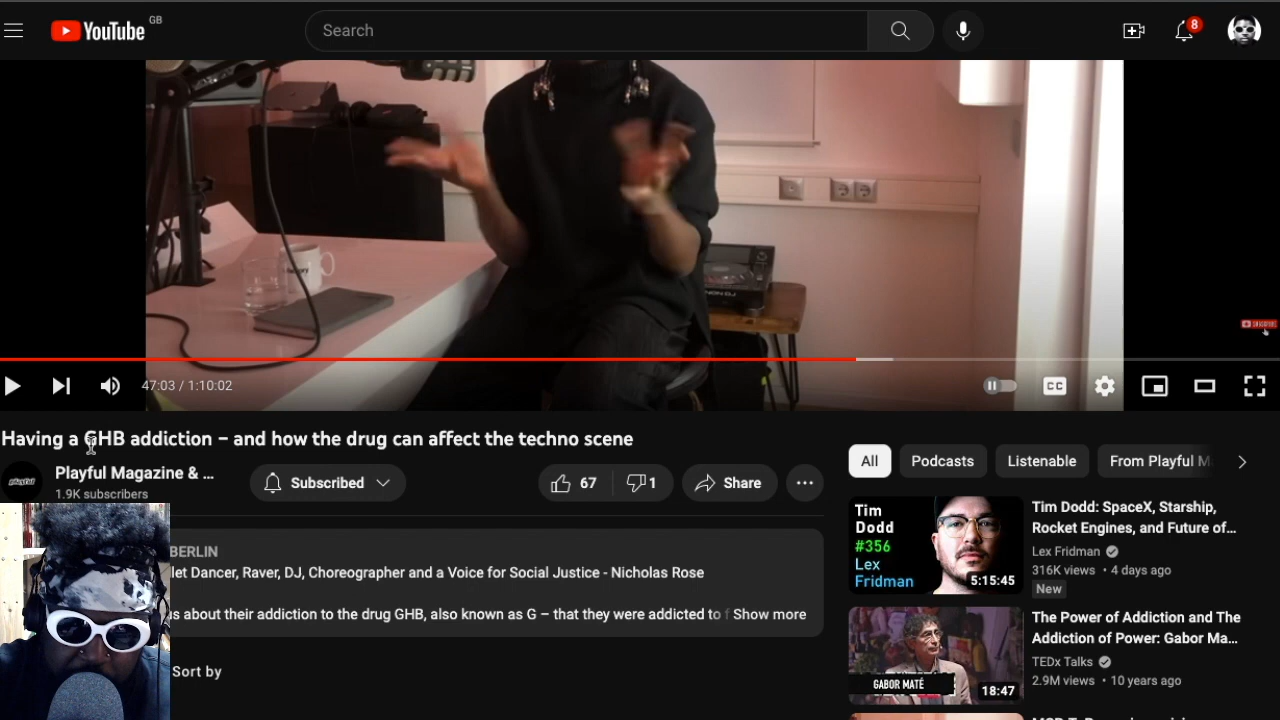 YouTube GB
Search
8
47:03 / 1:10:02
CC
Having a GHB addiction – and how the drug can affect the techno scene
Playful Magazine & ...
1.9K subscribers
Subscribed
67
1
Share
...
BERLIN
let Dancer, Raver, DJ, Choreographer and a Voice for Social Justice - Nicholas Rose
us about their addiction to the drug GHB, also known as G – that they were addicted to f Show more
Sort by
All
Podcasts
Listenable
From Playful M
Tim
Dodd
#356
Lex
Fridman
5:15:45
Tim Dodd: SpaceX, Starship,
Rocket Engines, and Future of...
Lex Fridman
316K views • 4 days ago
New
GABOR MATÉ
18:47
The Power of Addiction and The
Addiction of Power: Gabor Ma...
TEDx Talks
2.9M views • 10 years ago